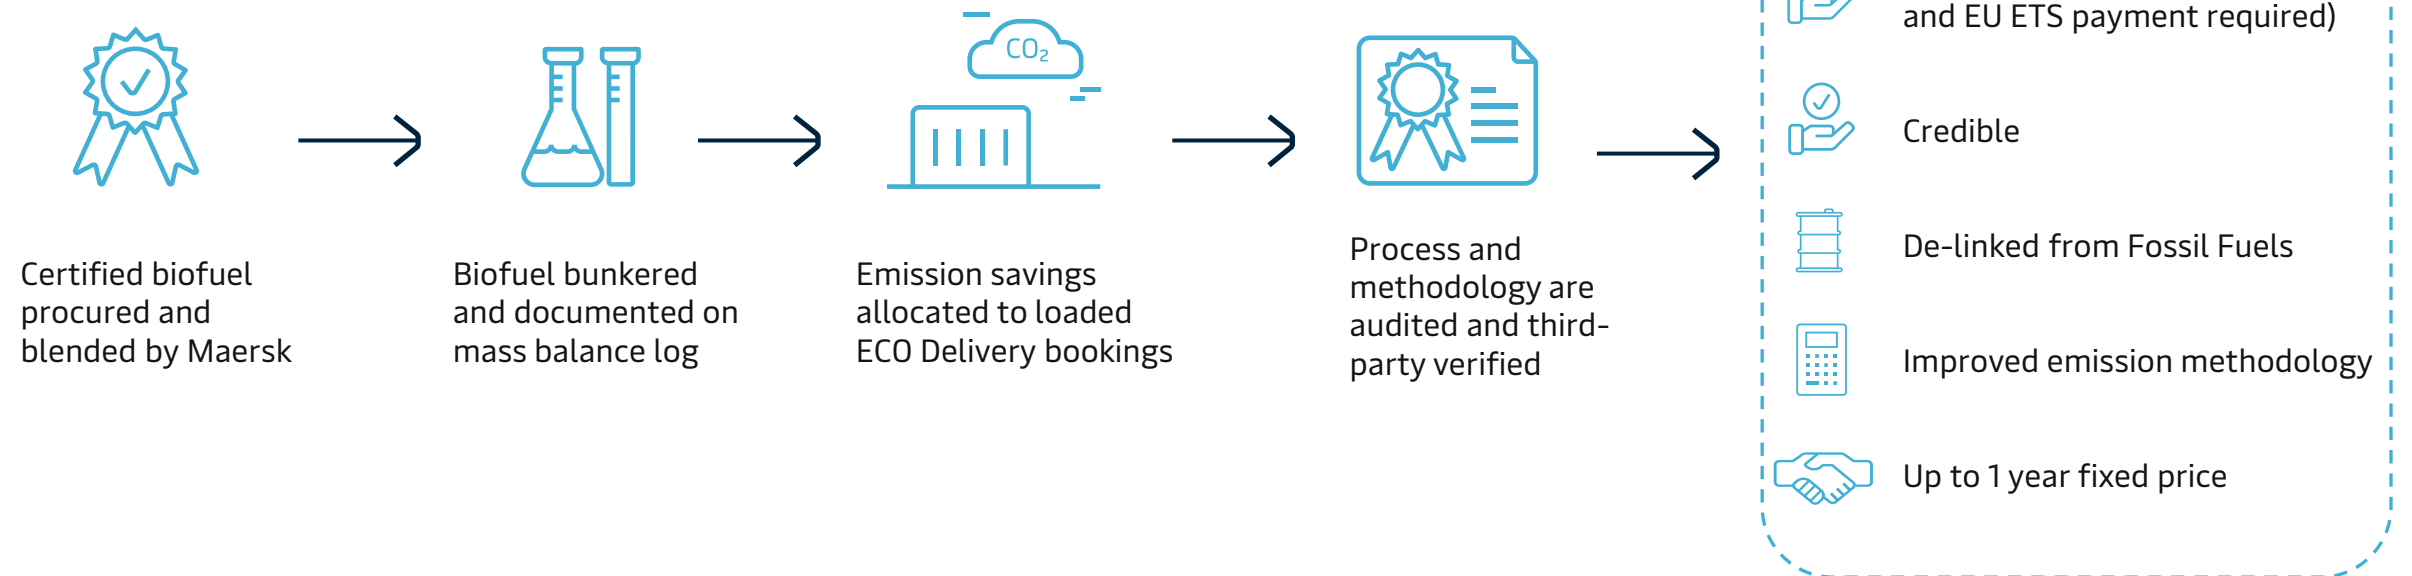 CO₂
Certified biofuel
procured and
blended by Maersk
Biofuel bunkered
and documented on
mass balance log
Emission savings
allocated to loaded
ECO Delivery bookings
Process and
methodology are
audited and third-
party verified
and EU ETS payment required)
Credible
De-linked from Fossil Fuels
Improved emission methodology
Up to 1 year fixed price